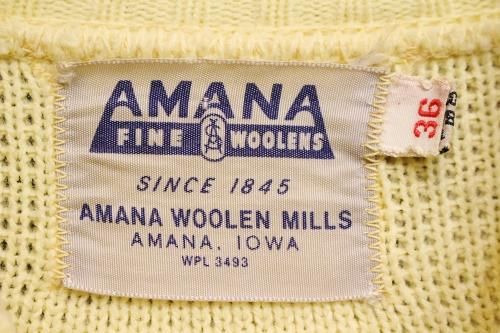 AMANA
FINE WOOLENS
SINCE 1845
AMANA WOOLEN MILLS
AMANA, IOWA
WPL 3493
36